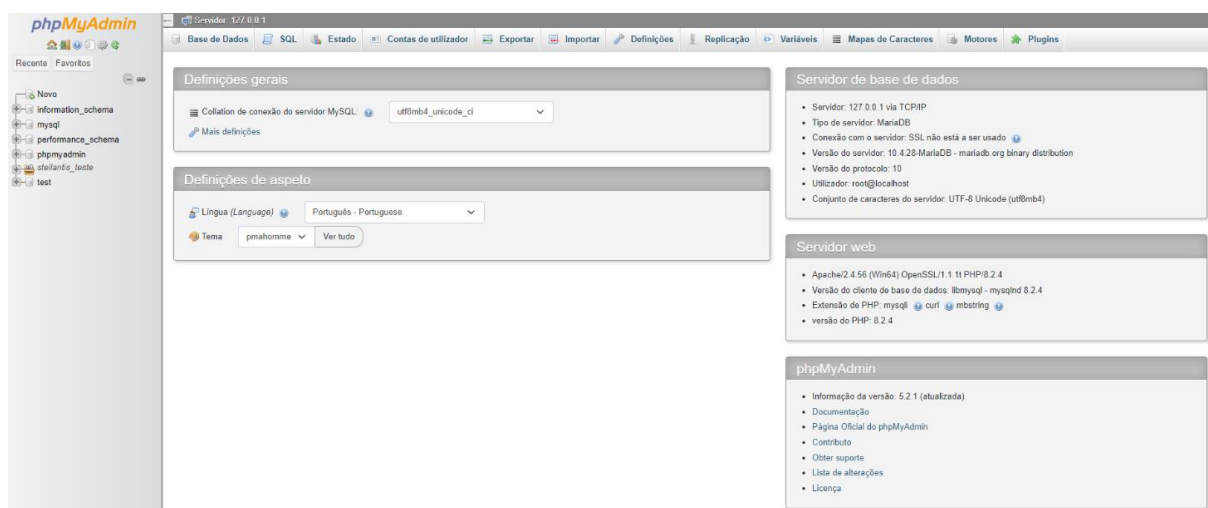 phpMyAdmin
Recente Favoritos
Novo
information_schema
mysql
performance_schema
phpmyadmin
stellantis_teste
test
Servidor: 127.0.0.1
Base de Dados SQL Estado Contas de utilizador Exportar Importar Definições Replicação Variáveis Mapas de Caracteres Motores Plugins
Definições gerais
Collation de conexão do servidor MySQL: utf8mb4_unicode_ci
Mais definições
Definições de aspeto
Língua (Language) Português - Portuguese
Tema pmahomme Ver tudo
Servidor de base de dados
Servidor: 127.0.0.1 via TCP/IP
Tipo de servidor: MariaDB
Conexão com o servidor: SSL não está a ser usado
Versão do servidor: 10.4.28-MariaDB - mariadb.org binary distribution
Versão do protocolo: 10
Utilizador: root@localhost
Conjunto de caracteres do servidor: UTF-8 Unicode (utf8mb4)
Servidor web
Apache/2.4.56 (Win64) OpenSSL/1.1.1t PHP/8.2.4
Versão do cliente de base de dados: libmysql - mysqlnd 8.2.4
Extensão de PHP: mysqli curl mbstring
versão do PHP: 8.2.4
phpMyAdmin
Informação da versão: 5.2.1 (atualizada)
Documentação
Página Oficial do phpMyAdmin
Contributo
Obter suporte
Lista de alterações
Licença